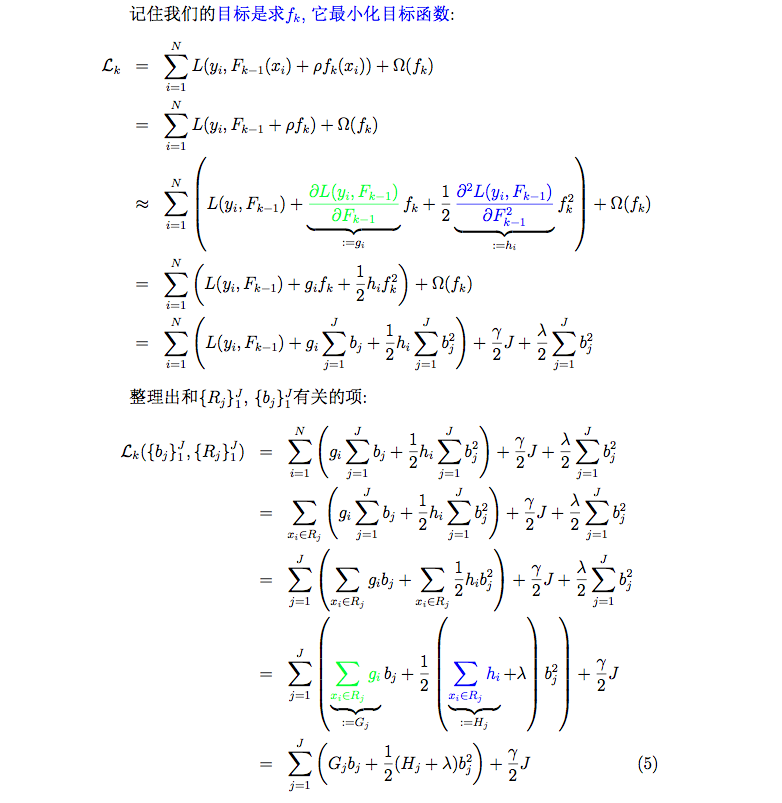 记住我们的目标是求f_k, 它最小化目标函数:
\mathcal{L}_k = \sum_{i=1}^{N} L(y_i, F_{k-1}(x_i) + \rho f_k(x_i)) + \Omega(f_k)
= \sum_{i=1}^{N} L(y_i, F_{k-1} + \rho f_k) + \Omega(f_k)
\approx \sum_{i=1}^{N} \left( L(y_i, F_{k-1}) + \underbrace{\frac{\partial L(y_i, F_{k-1})}{\partial F_{k-1}}}_{:=g_i} f_k + \frac{1}{2} \underbrace{\frac{\partial^2 L(y_i, F_{k-1})}{\partial F_{k-1}^2}}_{:=h_i} f_k^2 \right) + \Omega(f_k)
= \sum_{i=1}^{N} \left( L(y_i, F_{k-1}) + g_i f_k + \frac{1}{2} h_i f_k^2 \right) + \Omega(f_k)
= \sum_{i=1}^{N} \left( L(y_i, F_{k-1}) + g_i \sum_{j=1}^{J} b_j + \frac{1}{2} h_i \sum_{j=1}^{J} b_j^2 \right) + \frac{\gamma}{2} J + \frac{\lambda}{2} \sum_{j=1}^{J} b_j^2
整理出和\{R_j\}_1^J, \{b_j\}_1^J有关的项:
\mathcal{L}_k(\{b_j\}_1^J, \{R_j\}_1^J) = \sum_{i=1}^{N} \left( g_i \sum_{j=1}^{J} b_j + \frac{1}{2} h_i \sum_{j=1}^{J} b_j^2 \right) + \frac{\gamma}{2} J + \frac{\lambda}{2} \sum_{j=1}^{J} b_j^2
= \sum_{x_i \in R_j} \left( g_i \sum_{j=1}^{J} b_j + \frac{1}{2} h_i \sum_{j=1}^{J} b_j^2 \right) + \frac{\gamma}{2} J + \frac{\lambda}{2} \sum_{j=1}^{J} b_j^2
= \sum_{j=1}^{J} \left( \sum_{x_i \in R_j} g_i b_j + \sum_{x_i \in R_j} \frac{1}{2} h_i b_j^2 \right) + \frac{\gamma}{2} J + \frac{\lambda}{2} \sum_{j=1}^{J} b_j^2
= \sum_{j=1}^{J} \left( \underbrace{\sum_{x_i \in R_j} g_i}_{:=G_j} b_j + \frac{1}{2} \left( \underbrace{\sum_{x_i \in R_j} h_i}_{:=H_j} + \lambda \right) b_j^2 \right) + \frac{\gamma}{2} J
= \sum_{j=1}^{J} \left( G_j b_j + \frac{1}{2} (H_j + \lambda) b_j^2 \right) + \frac{\gamma}{2} J (5)